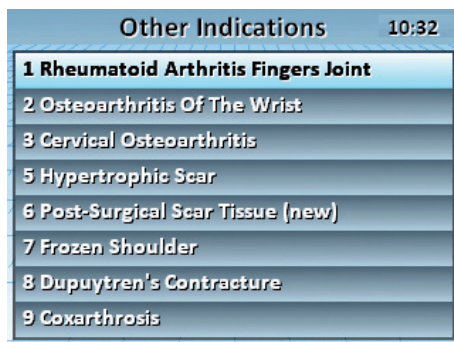 Other Indications 10:32
1 Rheumatoid Arthritis Fingers Joint
2 Osteoarthritis Of The Wrist
3 Cervical Osteoarthritis
5 Hypertrophic Scar
6 Post-Surgical Scar Tissue (new)
7 Frozen Shoulder
8 Dupuytren's Contracture
9 Coxarthrosis